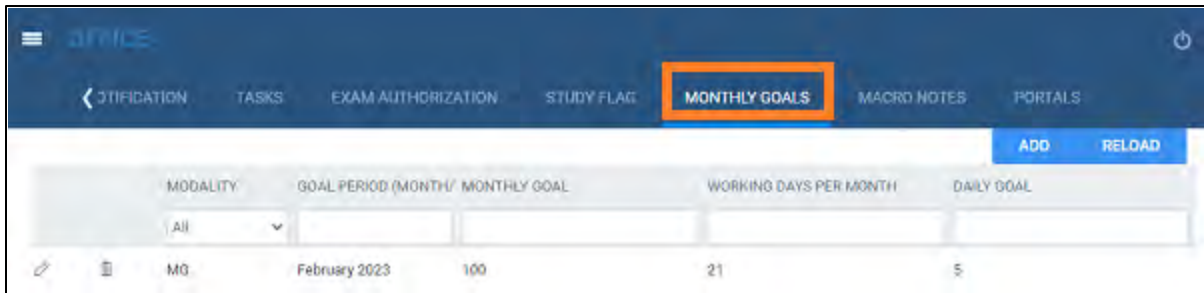 OFFICE
OTIFICATION TASKS EXAM AUTHORIZATION STUDY FLAG MONTHLY GOALS MACRO NOTES PORTALS
ADD RELOAD
MODALITY GOAL PERIOD (MONTH/ MONTHLY GOAL WORKING DAYS PER MONTH DAILY GOAL
All
MG February 2023 100 21 5